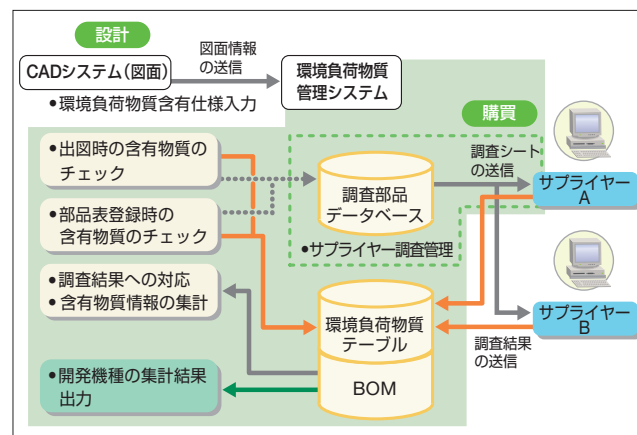 設計
CADシステム(図面)
図面情報
の送信
環境負荷物質
管理システム
•環境負荷物質含有仕様入力
購買
•出図時の含有物質の
チェック
•部品表登録時の
含有物質のチェック
調査部品
データベース
•サプライヤー調査管理
調査シート
の送信
サプライヤー
A
•調査結果への対応
•含有物質情報の集計
環境負荷物質
テーブル
BOM
サプライヤー
B
調査結果
の送信
•開発機種の集計結果
出力